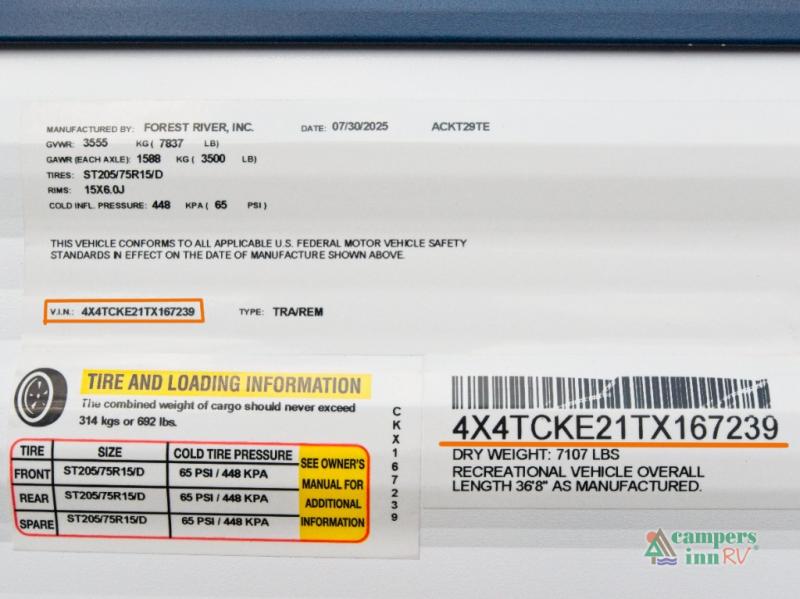 MANUFACTURED BY: FOREST RIVER, INC. DATE: 07/30/2025 ACKT29TE
GVWR: 3555 KG ( 7837 LB)
GAWR (EACH AXLE): 1588 KG ( 3500 LB)
TIRES: ST205/75R15/D
RIMS: 15X6.0J
COLD INFL. PRESSURE: 448 KPA ( 65 PSI )
THIS VEHICLE CONFORMS TO ALL APPLICABLE U.S. FEDERAL MOTOR VEHICLE SAFETY
STANDARDS IN EFFECT ON THE DATE OF MANUFACTURE SHOWN ABOVE.
V.I.N.: 4X4TCKE21TX167239 TYPE: TRA/REM
TIRE AND LOADING INFORMATION
The combined weight of cargo should never exceed
314 kgs or 692 lbs.
TIRE SIZE COLD TIRE PRESSURE
FRONT ST205/75R15/D 65 PSI / 448 KPA
REAR ST205/75R15/D 65 PSI / 448 KPA
SPARE ST205/75R15/D 65 PSI / 448 KPA
SEE OWNER'S
MANUAL FOR
ADDITIONAL
INFORMATION
CKX167239
4X4TCKE21TX167239
DRY WEIGHT: 7107 LBS
RECREATIONAL VEHICLE OVERALL
LENGTH 36'8" AS MANUFACTURED.
campers
inn RV